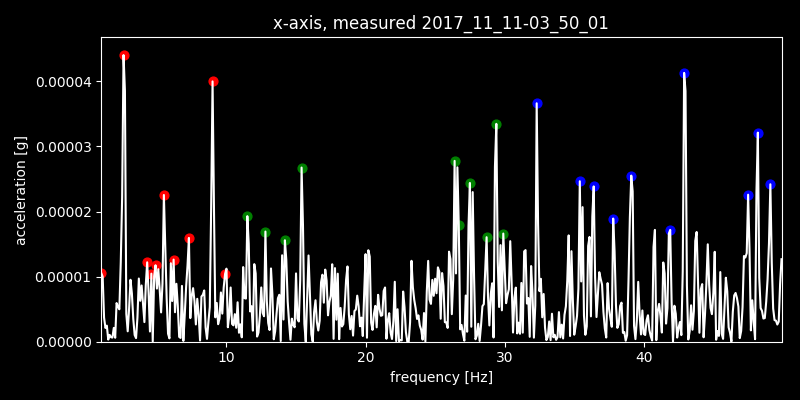 x-axis, measured 2017_11_11-03_50_01
acceleration [g]
0.00004
0.00003
0.00002
0.00001
0.00000
10 20 30 40
frequency [Hz]